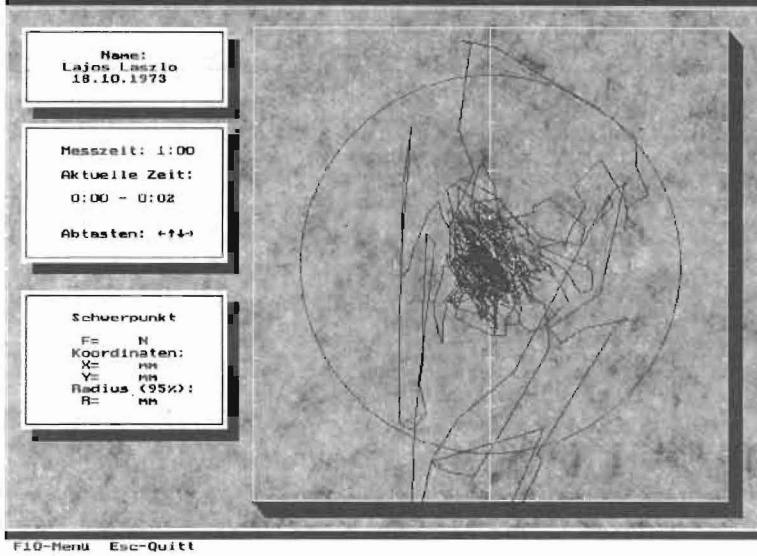 Name:
Lajos Laszlo
18.10.1973
Messzeit: 1:00
Aktuelle Zeit:
0:00 - 0:02
Abtasten: ←↑↓→
Schwerpunkt
F= N
Koordinaten:
X= mm
Y= mm
Radius (95%):
R= mm
F10-Menü Esc-Quitt